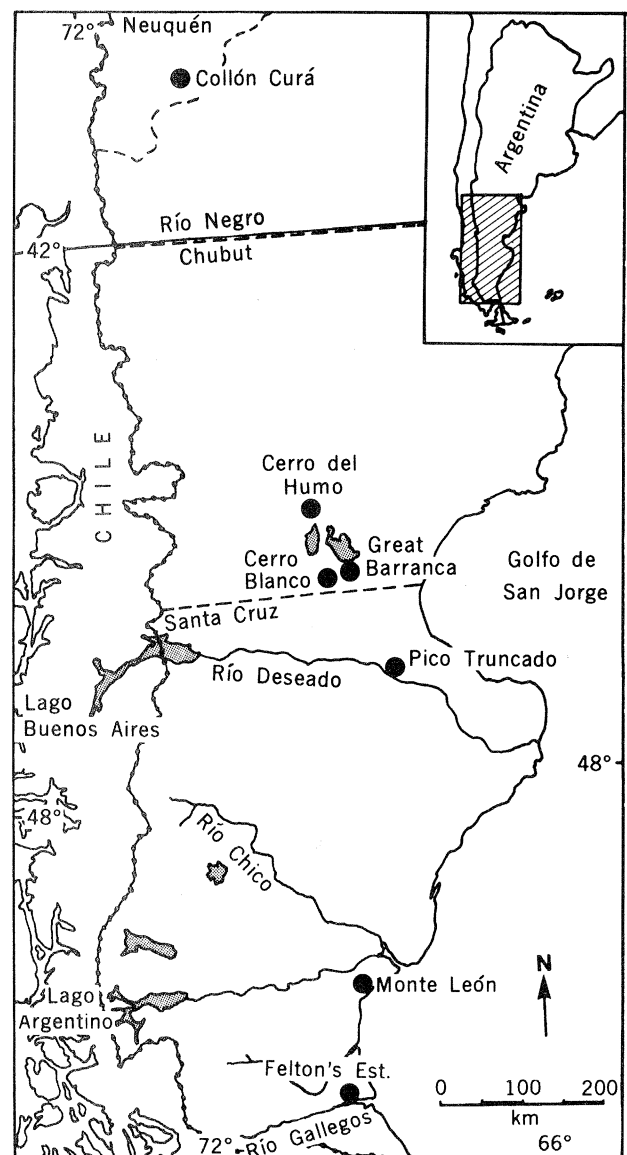 72°
Neuquén
Collón Curá
Argentina
Río Negro
42°
Chubut
CHILE
Cerro del
Humo
Great
Barranca
Cerro
Blanco
Golfo de
San Jorge
Santa Cruz
Pico Truncado
Río Deseado
Lago
Buenos Aires
48°
48°
Río Chico
N
Monte León
Lago
Argentino
Felton's Est.
0 100 200
km
72°
Río Gallegos
66°